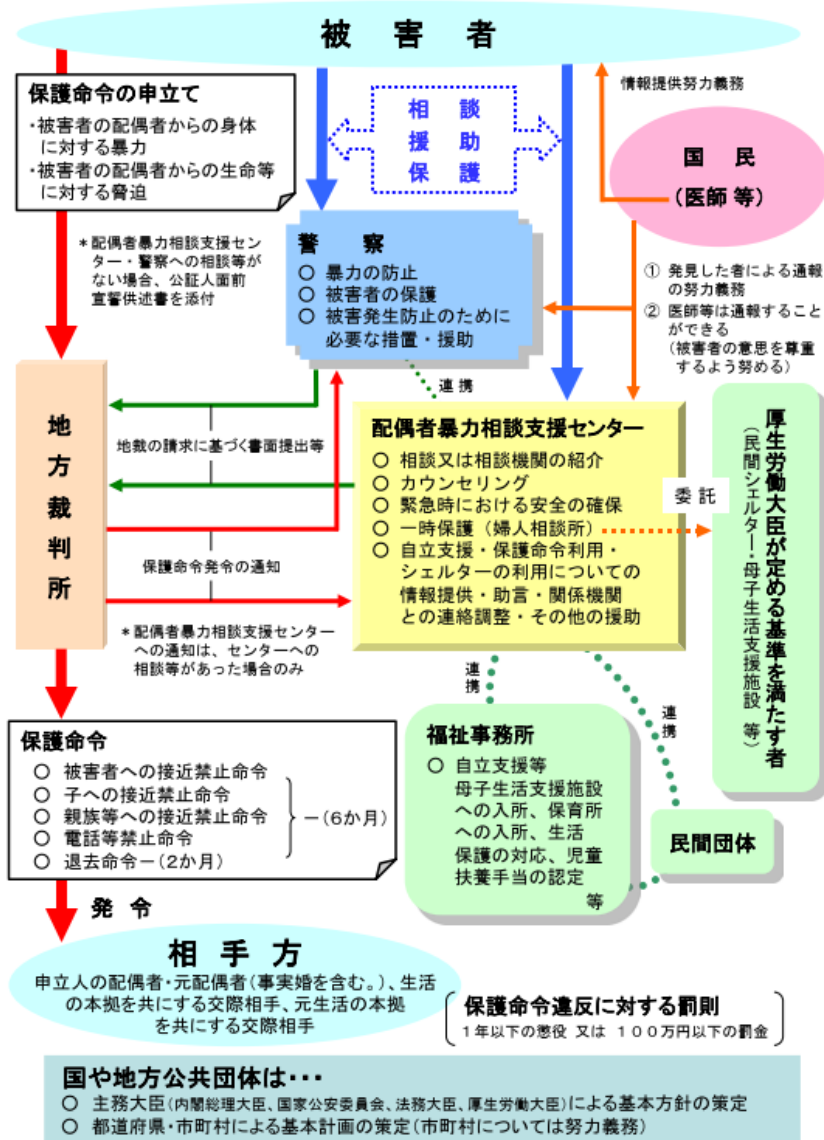 被害者
保護命令の申立て
・被害者の配偶者からの身体
に対する暴力
・被害者の配偶者からの生命等
に対する脅迫
相談
援助
保護
情報提供努力義務
国民
（医師 等）
＊配偶者暴力相談支援セン
ター・警察への相談等が
ない場合、公証人面前
宣誓供述書を添付
警察
○ 暴力の防止
○ 被害者の保護
○ 被害発生防止のために
必要な措置・援助
① 発見した者による通報
の努力義務
② 医師等は通報すること
ができる
（被害者の意思を尊重
するよう努める）
連携
地方裁判所
地裁の請求に基づく書面提出等
保護命令発令の通知
＊配偶者暴力相談支援センター
への通知は、センターへの
相談等があった場合のみ
配偶者暴力相談支援センター
○ 相談又は相談機関の紹介
○ カウンセリング
○ 緊急時における安全の確保
○ 一時保護（婦人相談所）
○ 自立支援・保護命令利用・
シェルターの利用についての
情報提供・助言・関係機関
との連絡調整・その他の援助
委託
厚生労働大臣が定める基準を満たす者
（民間シェルター・母子生活支援施設 等）
連携
連携
保護命令
○ 被害者への接近禁止命令
○ 子への接近禁止命令
○ 親族等への接近禁止命令
○ 電話等禁止命令
－（6か月）
○ 退去命令－（2か月）
福祉事務所
○ 自立支援等
母子生活支援施設
への入所、保育所
への入所、生活
保護の対応、児童
扶養手当の認定
等
民間団体
発令
相手方
申立人の配偶者・元配偶者（事実婚を含む。）、生活
の本拠を共にする交際相手、元生活の本拠
を共にする交際相手
保護命令違反に対する罰則
1年以下の懲役 又は 100万円以下の罰金
国や地方公共団体は・・・
○ 主務大臣（内閣総理大臣、国家公安委員会、法務大臣、厚生労働大臣）による基本方針の策定
○ 都道府県・市町村による基本計画の策定（市町村については努力義務）